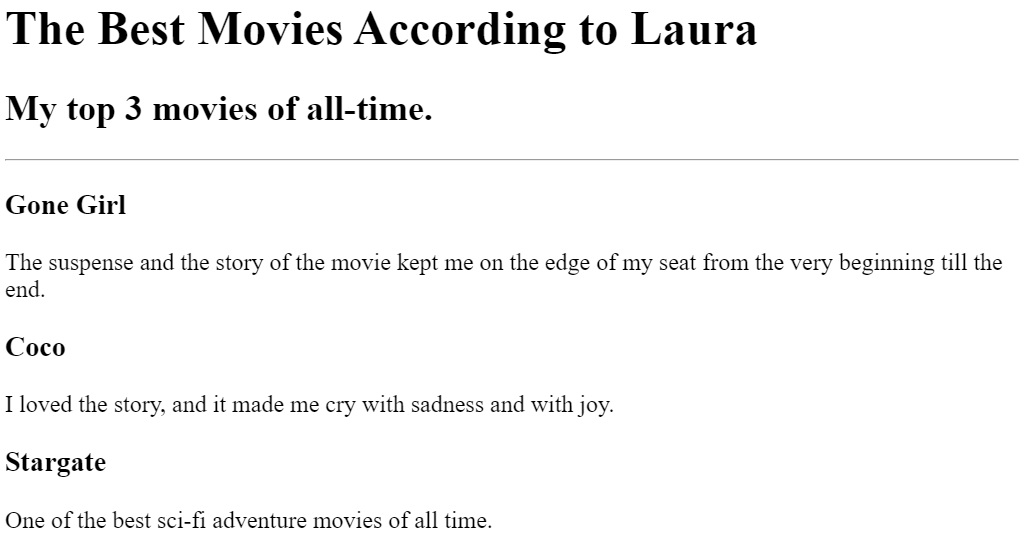 The Best Movies According to Laura
My top 3 movies of all-time.
Gone Girl
The suspense and the story of the movie kept me on the edge of my seat from the very beginning till the
end.
Coco
I loved the story, and it made me cry with sadness and with joy.
Stargate
One of the best sci-fi adventure movies of all time.